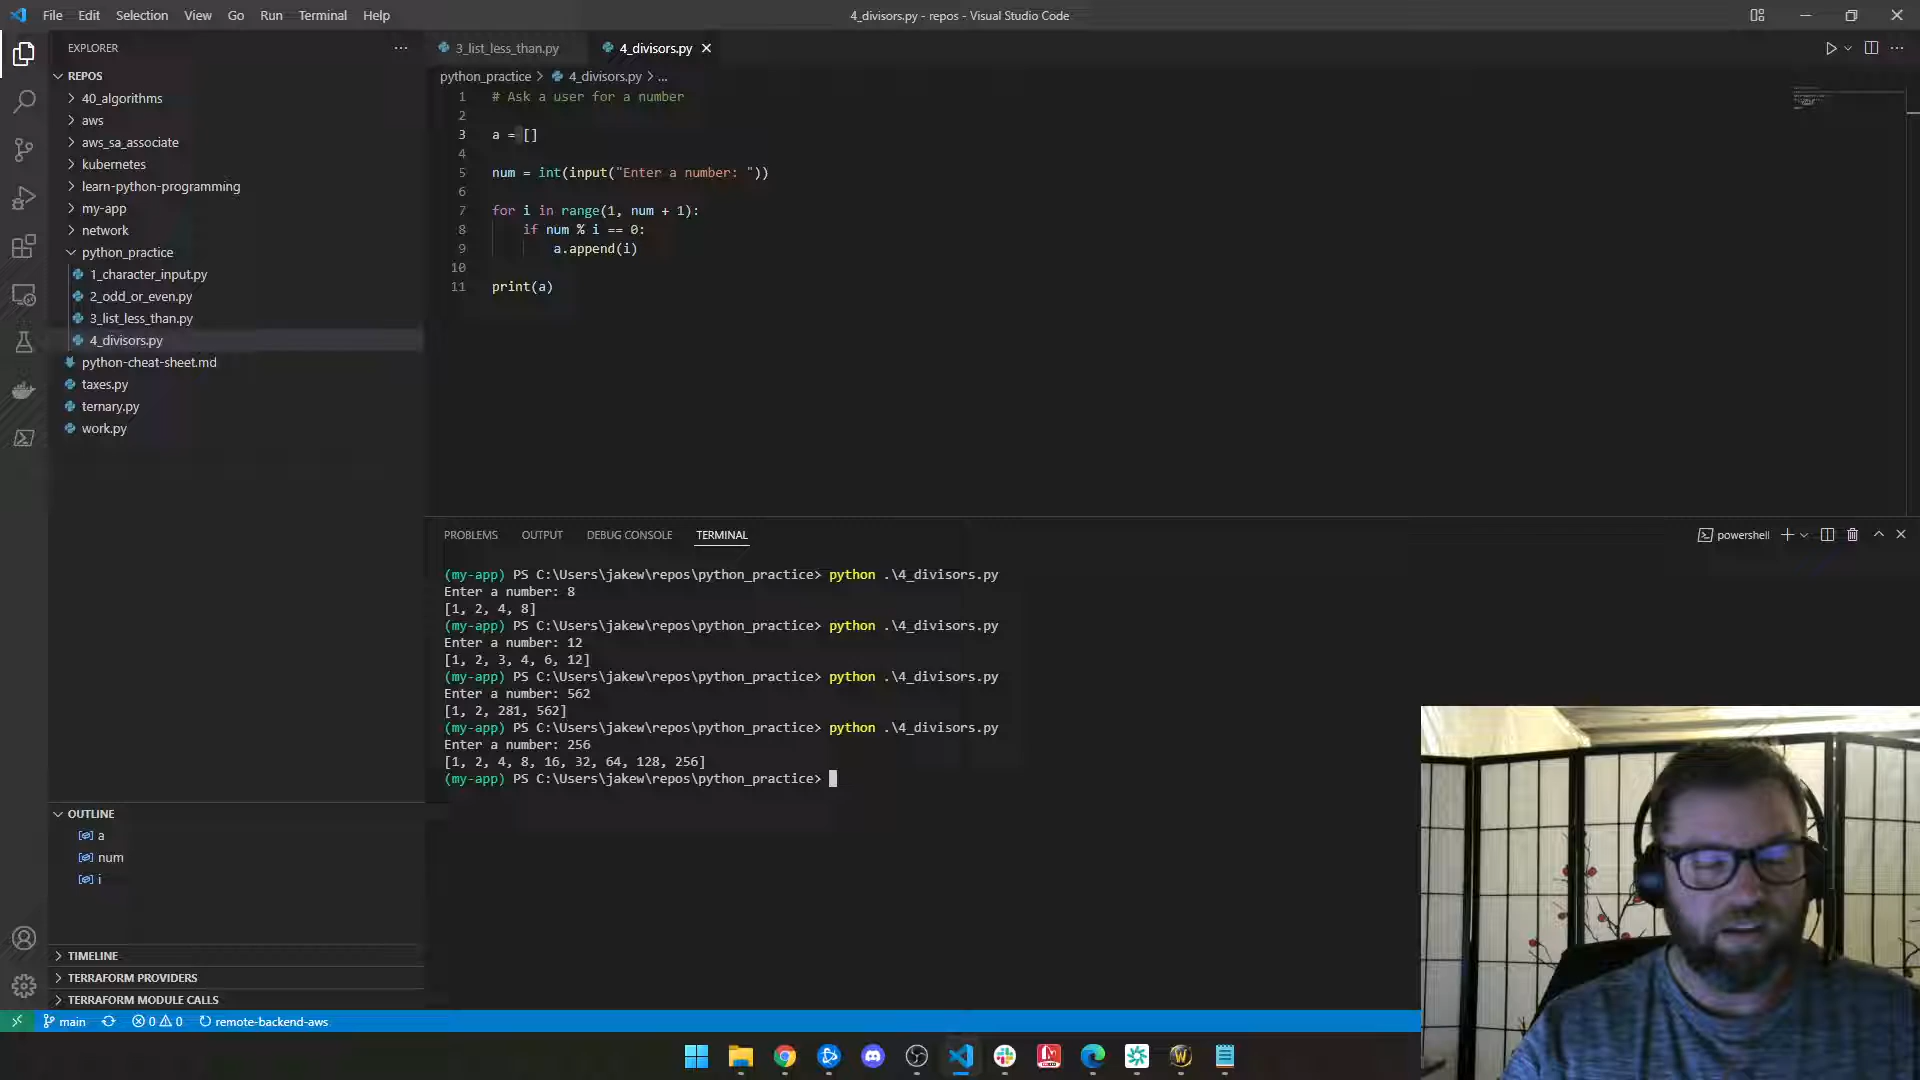 File Edit Selection View Go Run Terminal Help
4_divisors.py - repos - Visual Studio Code
EXPLORER
REPOS
40_algorithms
aws
aws_sa_associate
kubernetes
learn-python-programming
my-app
network
python_practice
1_character_input.py
2_odd_or_even.py
3_list_less_than.py
4_divisors.py
python-cheat-sheet.md
taxes.py
ternary.py
work.py
OUTLINE
a
num
i
TIMELINE
TERRAFORM PROVIDERS
TERRAFORM MODULE CALLS
3_list_less_than.py 4_divisors.py
python_practice > 4_divisors.py > ...
1 # Ask a user for a number
2
3 a = []
4
5 num = int(input("Enter a number: "))
6
7 for i in range(1, num + 1):
8 if num % i == 0:
9 a.append(i)
10
11 print(a)
PROBLEMS OUTPUT DEBUG CONSOLE TERMINAL
powershell
(my-app) PS C:\Users\jakew\repos\python_practice> python .\4_divisors.py
Enter a number: 8
[1, 2, 4, 8]
(my-app) PS C:\Users\jakew\repos\python_practice> python .\4_divisors.py
Enter a number: 12
[1, 2, 3, 4, 6, 12]
(my-app) PS C:\Users\jakew\repos\python_practice> python .\4_divisors.py
Enter a number: 562
[1, 2, 281, 562]
(my-app) PS C:\Users\jakew\repos\python_practice> python .\4_divisors.py
Enter a number: 256
[1, 2, 4, 8, 16, 32, 64, 128, 256]
(my-app) PS C:\Users\jakew\repos\python_practice>
main 0 0 remote-backend-aws